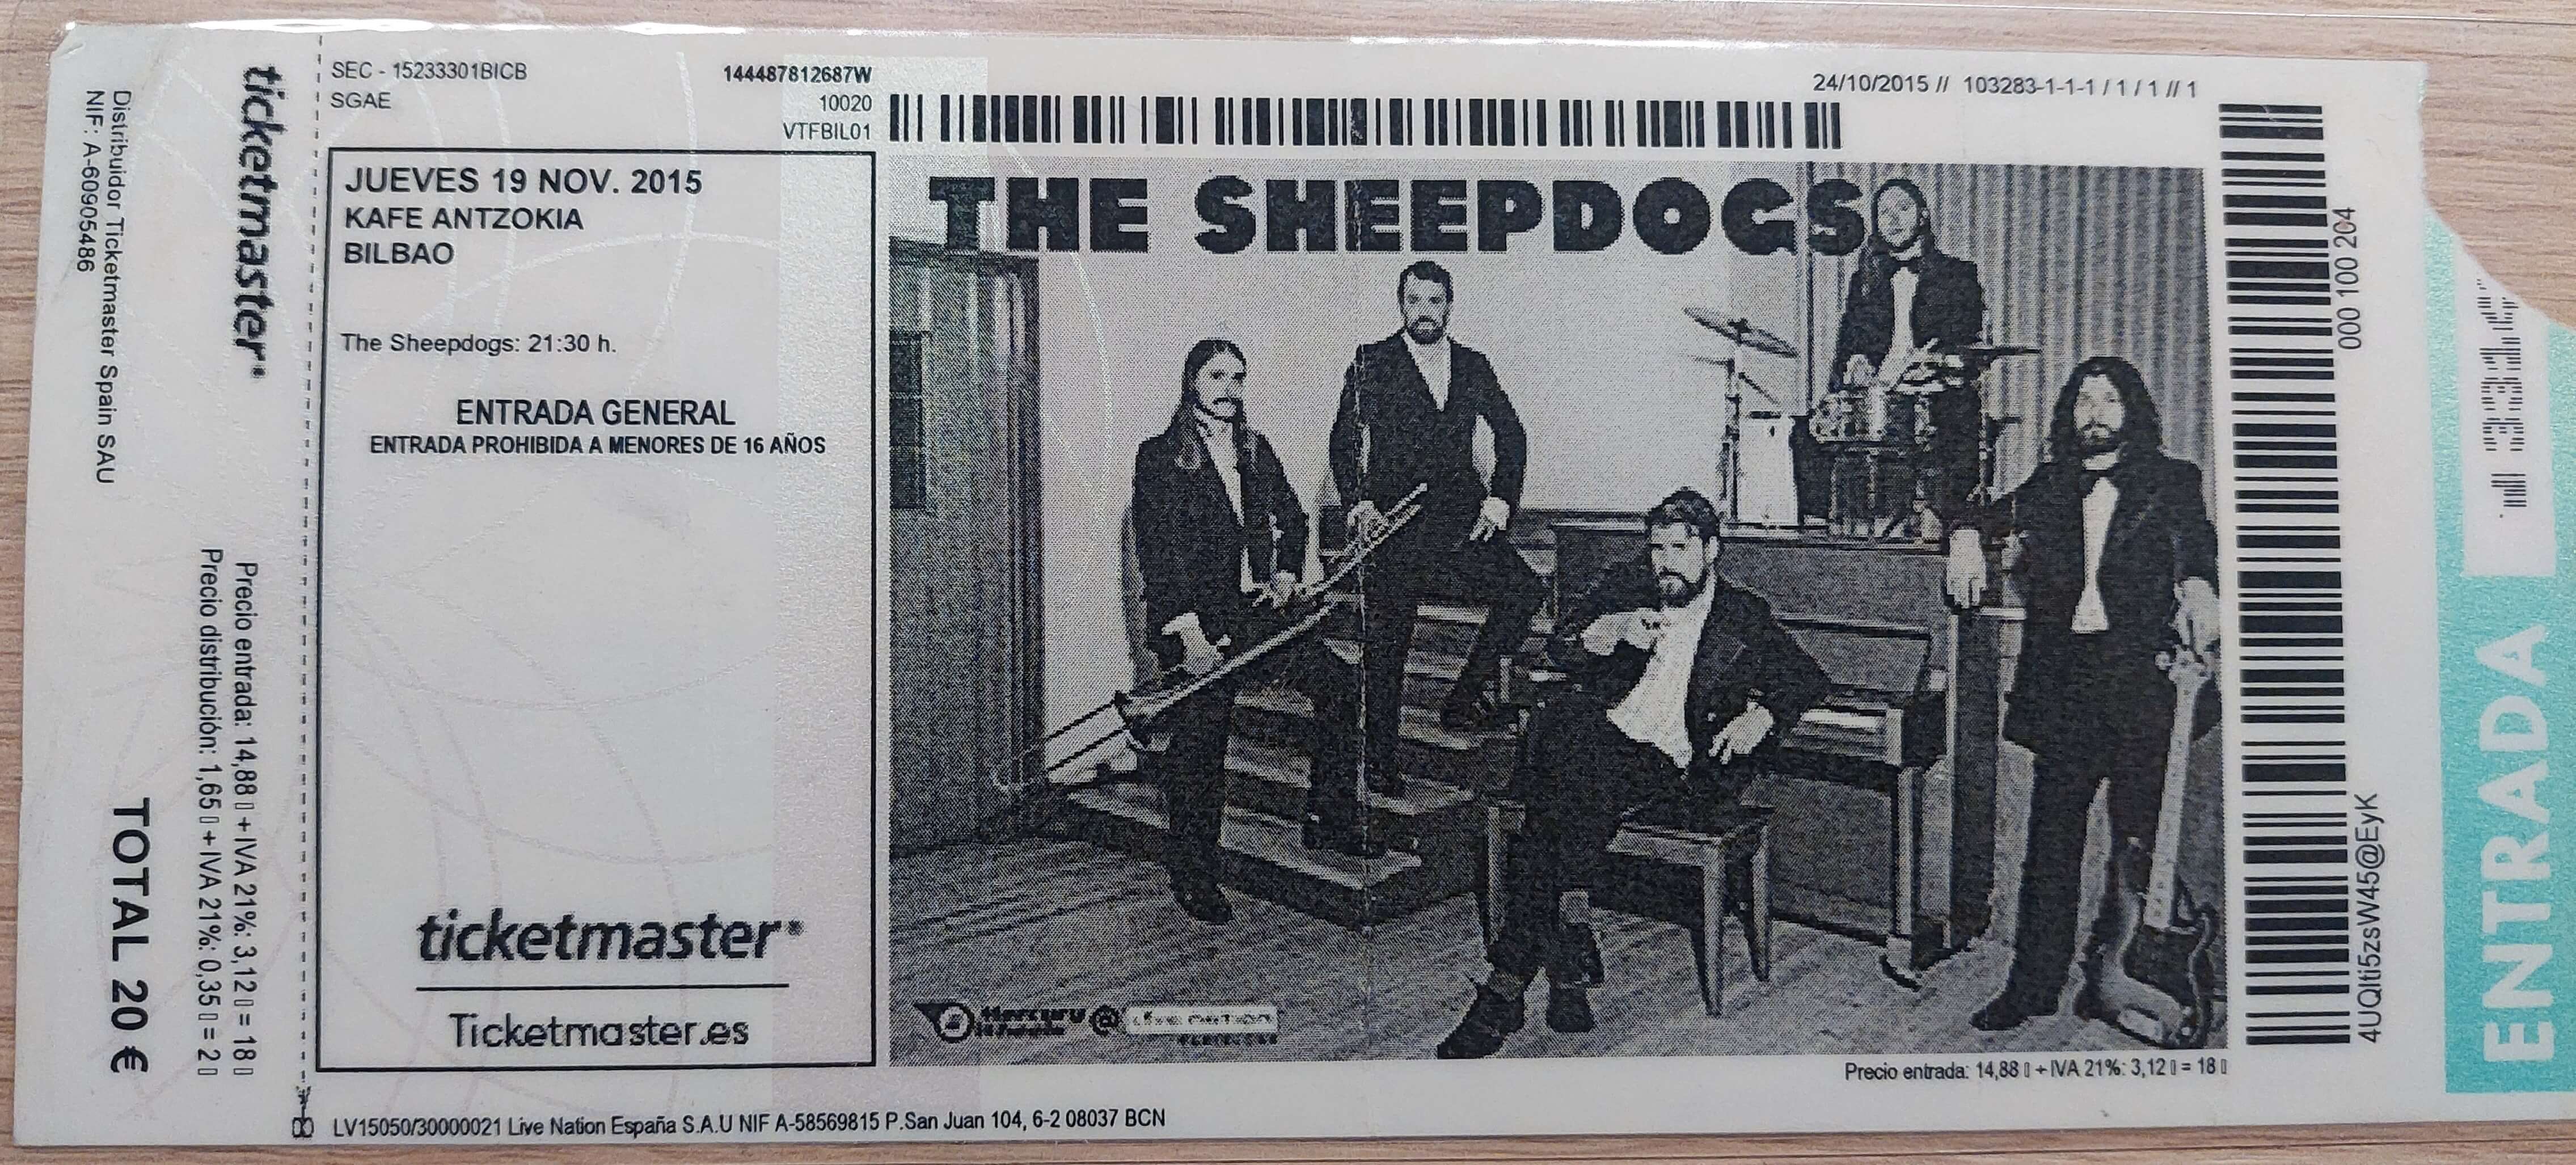 Distribuidor Ticketmaster Spain SAU
NIF: A-60905486
ticketmaster
Precio entrada: 14,88 ▯ + IVA 21%: 3,12 ▯ = 18 ▯
Precio distribución: 1,65 ▯ + IVA 21%: 0,35 ▯ = 2 ▯
TOTAL 20 €
SEC - 15233301BICB
SGAE
144487812687W
10020
VTFBIL01
JUEVES 19 NOV. 2015
KAFE ANTZOKIA
BILBAO
The Sheepdogs: 21:30 h.
ENTRADA GENERAL
ENTRADA PROHIBIDA A MENORES DE 16 AÑOS
ticketmaster
Ticketmaster.es
LV15050/30000021 Live Nation España S.A.U NIF A-58569815 P.San Juan 104, 6-2 08037 BCN
24/10/2015 // 103283-1-1-1 / 1 / 1 // 1
THE SHEEPDOGS
Mercury
@ live nation
Precio entrada: 14,88 ▯ + IVA 21%: 3,12 ▯ = 18 ▯
000 100 204
4UQIti5zsW45@EyK
ENTRADA